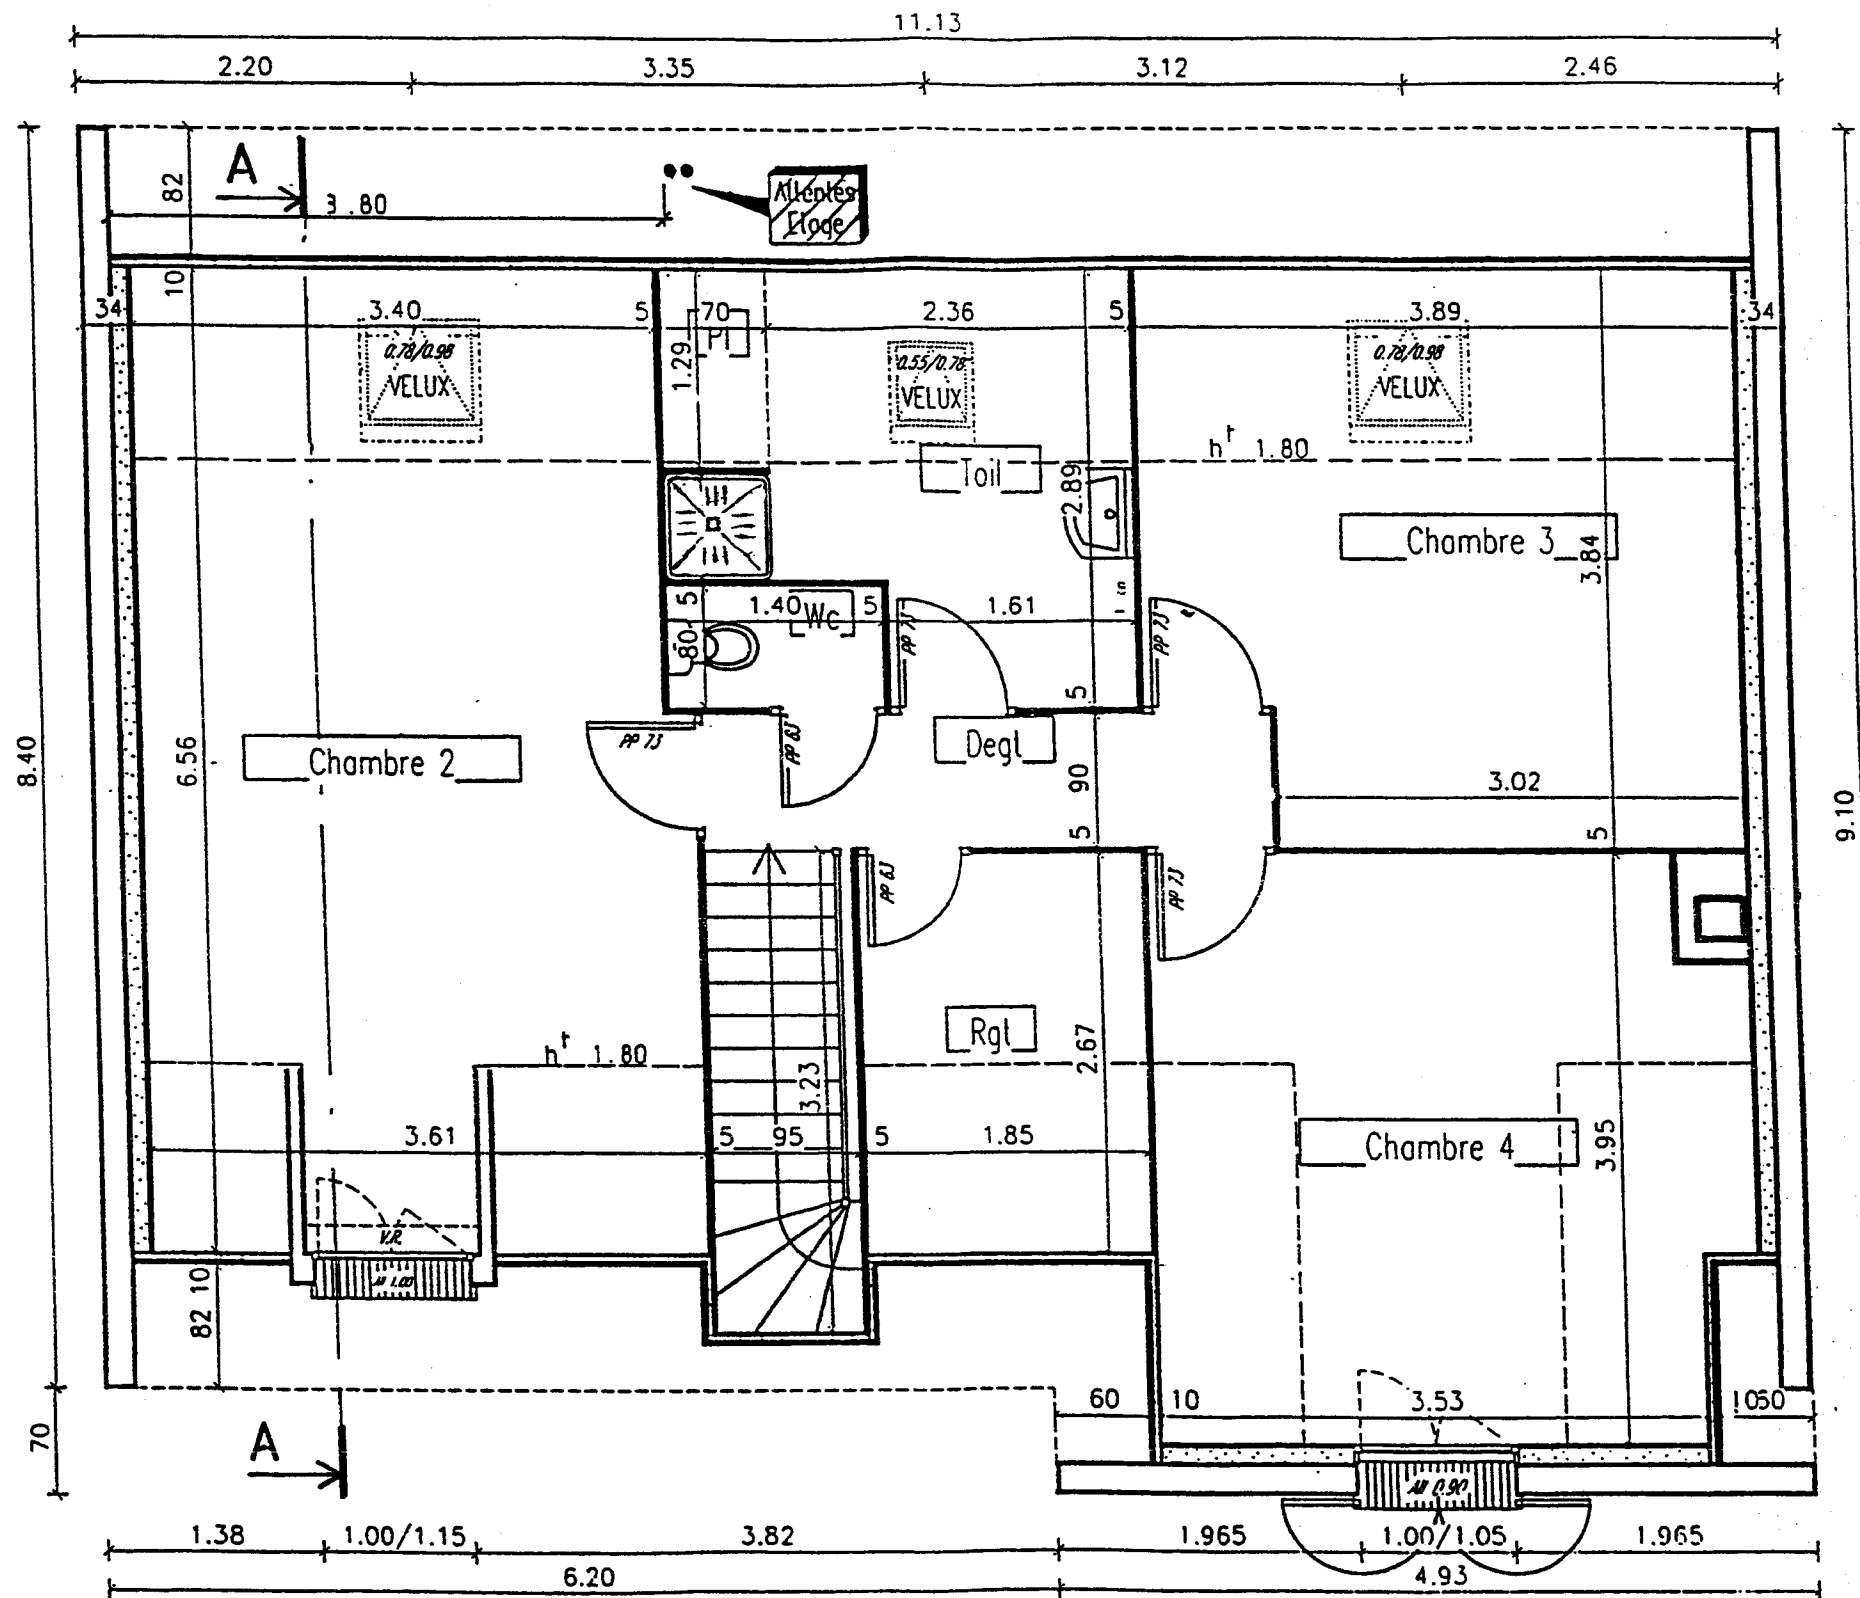 11.13
2.20 3.35 3.12 2.46
A
82
3.80
Attentes
Etage
10
34 3.40 5 70 2.36 5 3.89 34
Pl
1.29
0.78/0.98
VELUX
0.55/0.78
VELUX
0.78/0.98
VELUX
ht 1.80
Toil
2.89
Chambre 3
3.84
5
1.40 5 1.61
Wc
80
PP 73
PP 73
5
8.40
6.56
Chambre 2
PP 73
PP 63
Degl
90
3.02
9.10
5
5
PP 63
PP 73
Rgl
2.67
ht 1.80
3.23
3.61 5 95 5 1.85
Chambre 4
3.95
V.R.
M 1.00
10
82
60 10 3.53 10 60
70
A
M 0.90
1.38 1.00/1.15 3.82 1.965 1.00/1.05 1.965
6.20 4.93